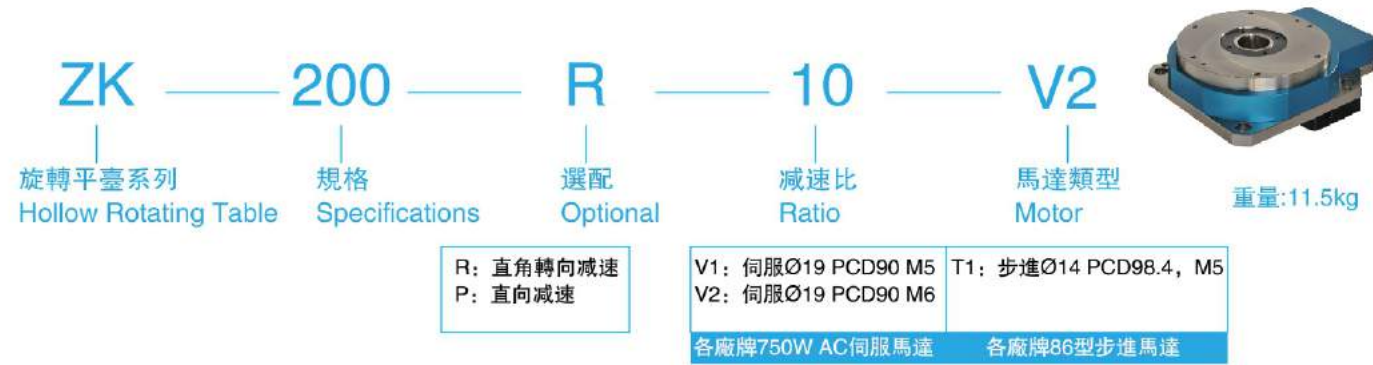 ZK — 200 — R — 10 — V2
旋轉平臺系列
Hollow Rotating Table
規格
Specifications
選配
Optional
减速比
Ratio
馬達類型
Motor
重量:11.5kg
R：直角轉向减速
P：直向减速
V1：伺服Ø19 PCD90 M5
V2：伺服Ø19 PCD90 M6
各廠牌750W AC伺服馬達
T1：步進Ø14 PCD98.4，M5
各廠牌86型步進馬達